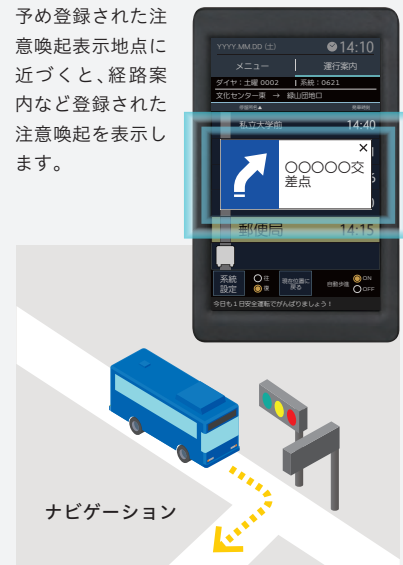 予め登録された注
意喚起表示地点に
近づくと、経路案
内など登録された
注意喚起を表示し
ます。
YYYY.MM.DD (土) 14:10
メニュー 運行案内
ダイヤ：土曜 0002 系統：0621
文化センター東 → 緑山団地口
私立大学前 14:40
×
〇〇〇〇〇交
差点
郵便局 14:15
系統
設定
往
復
現在位置に
戻る
自動歩進
ON
OFF
今日も１日安全運転でがんばりましょう！
ナビゲーション